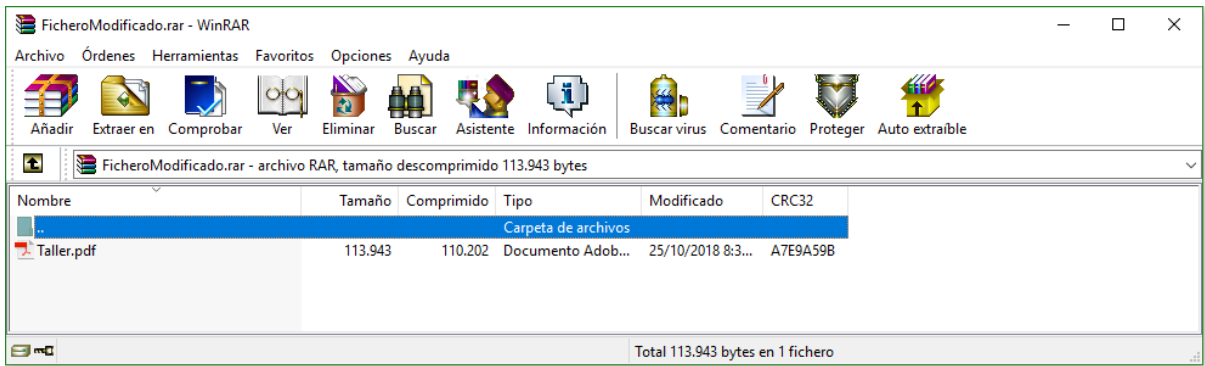 FicheroModificado.rar - WinRAR
Archivo Órdenes Herramientas Favoritos Opciones Ayuda
Añadir Extraer en Comprobar Ver Eliminar Buscar Asistente Información Buscar virus Comentario Proteger Auto extraíble
FicheroModificado.rar - archivo RAR, tamaño descomprimido 113.943 bytes
Nombre Tamaño Comprimido Tipo Modificado CRC32
.. Carpeta de archivos
Taller.pdf 113.943 110.202 Documento Adob... 25/10/2018 8:3... A7E9A59B
Total 113.943 bytes en 1 fichero